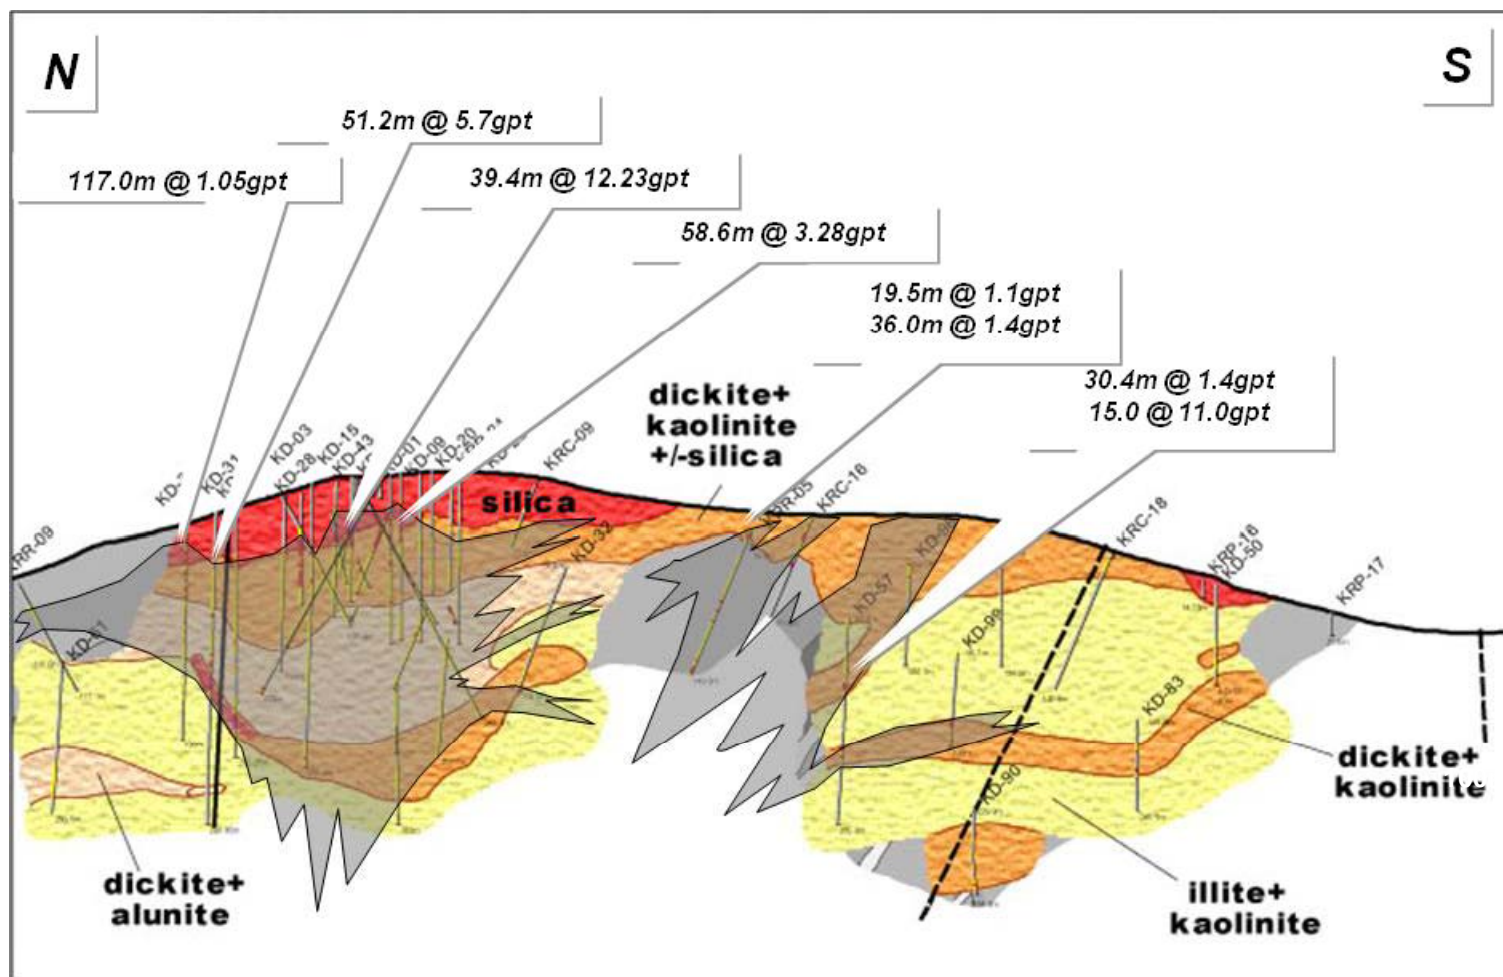 N
S
51.2m @ 5.7gpt
117.0m @ 1.05gpt
39.4m @ 12.23gpt
58.6m @ 3.28gpt
19.5m @ 1.1gpt
36.0m @ 1.4gpt
30.4m @ 1.4gpt
15.0 @ 11.0gpt
dickite+
kaolinite
+/-silica
silica
KD-31
KD-03
KD-28
KD-15
KD-43
KD-09
KD-20
KRC-09
KD-32
KRC-16
KD-57
KD-99
KRC-18
KRP-16
KD-50
KRP-17
KD-83
KD-90
dickite+
kaolinite
dickite+
alunite
illite+
kaolinite